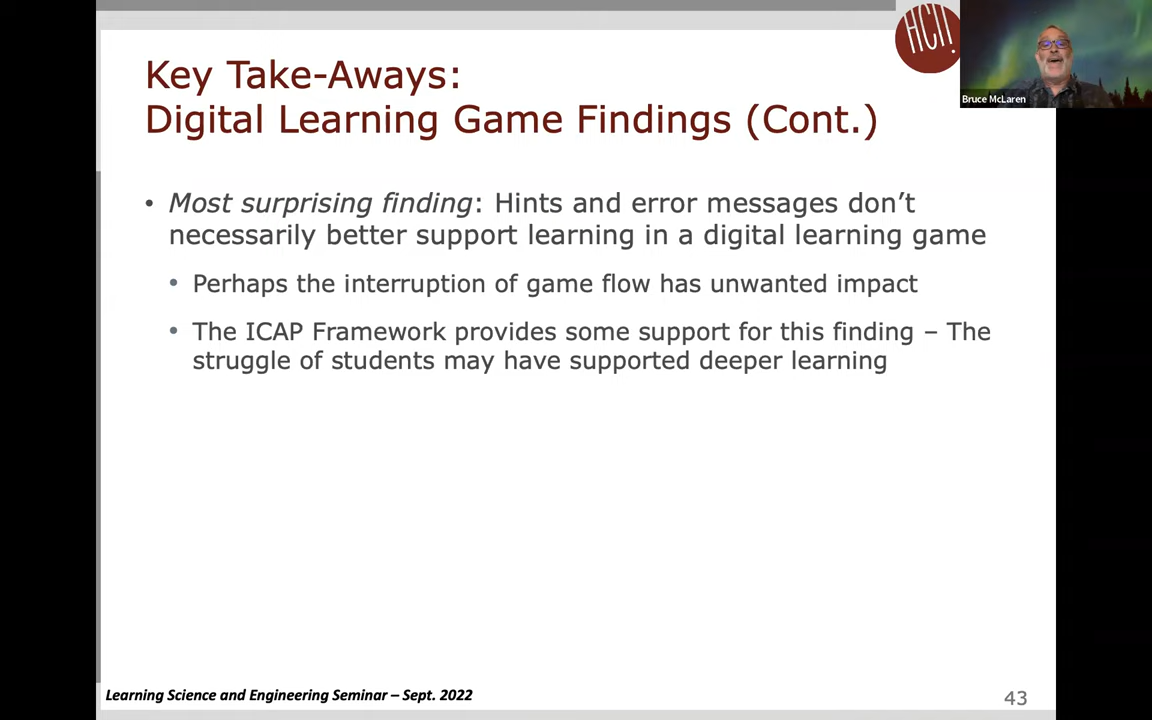 HCII
Bruce McLaren
Key Take-Aways:
Digital Learning Game Findings (Cont.)
• Most surprising finding: Hints and error messages don’t
necessarily better support learning in a digital learning game
• Perhaps the interruption of game flow has unwanted impact
• The ICAP Framework provides some support for this finding – The
struggle of students may have supported deeper learning
Learning Science and Engineering Seminar – Sept. 2022
43